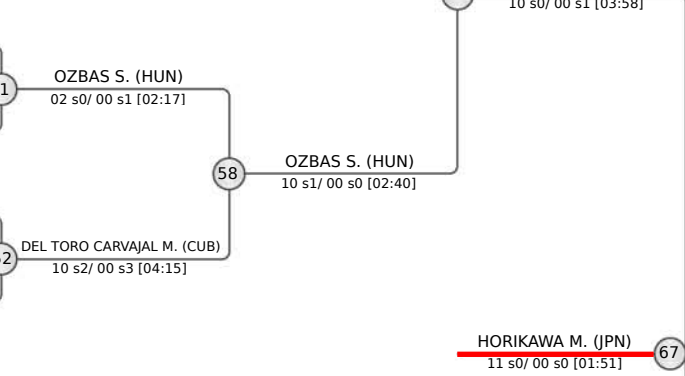 10 s0/ 00 s1 [03:58]
OZBAS S. (HUN)
02 s0/ 00 s1 [02:17]
OZBAS S. (HUN)
58
10 s1/ 00 s0 [02:40]
DEL TORO CARVAJAL M. (CUB)
10 s2/ 00 s3 [04:15]
HORIKAWA M. (JPN)
67
11 s0/ 00 s0 [01:51]